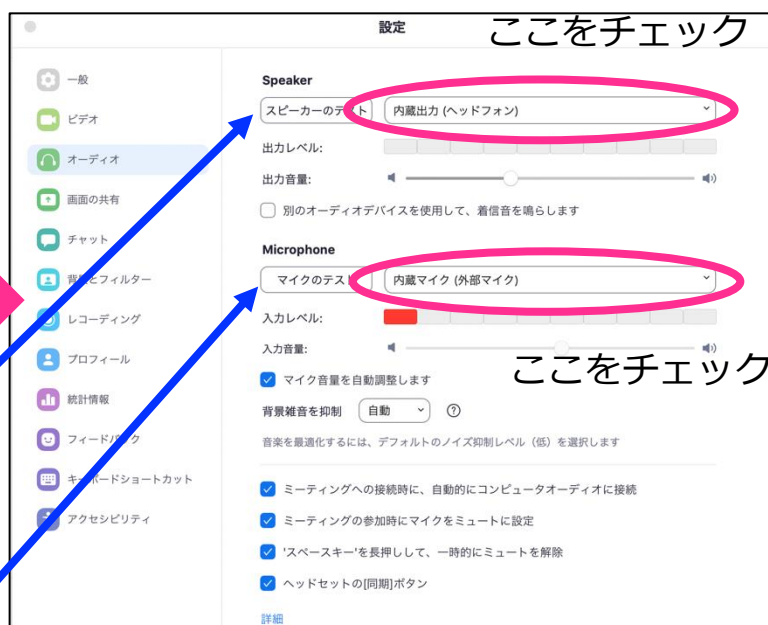 設定
ここをチェック
一般
ビデオ
オーディオ
画面の共有
チャット
背景とフィルター
レコーディング
プロフィール
統計情報
フィードバック
キーボードショートカット
アクセシビリティ
Speaker
スピーカーのテスト
内蔵出力 (ヘッドフォン)
出力レベル:
出力音量:
別のオーディオデバイスを使用して、着信音を鳴らします
Microphone
マイクのテスト
内蔵マイク (外部マイク)
入力レベル:
入力音量:
ここをチェック
マイク音量を自動調整します
背景雑音を抑制 自動 ?
音楽を最適化するには、デフォルトのノイズ抑制レベル（低）を選択します
ミーティングへの接続時に、自動的にコンピュータオーディオに接続
ミーティングの参加時にマイクをミュートに設定
'スペースキー'を長押しして、一時的にミュートを解除
ヘッドセットの[同期]ボタン
詳細